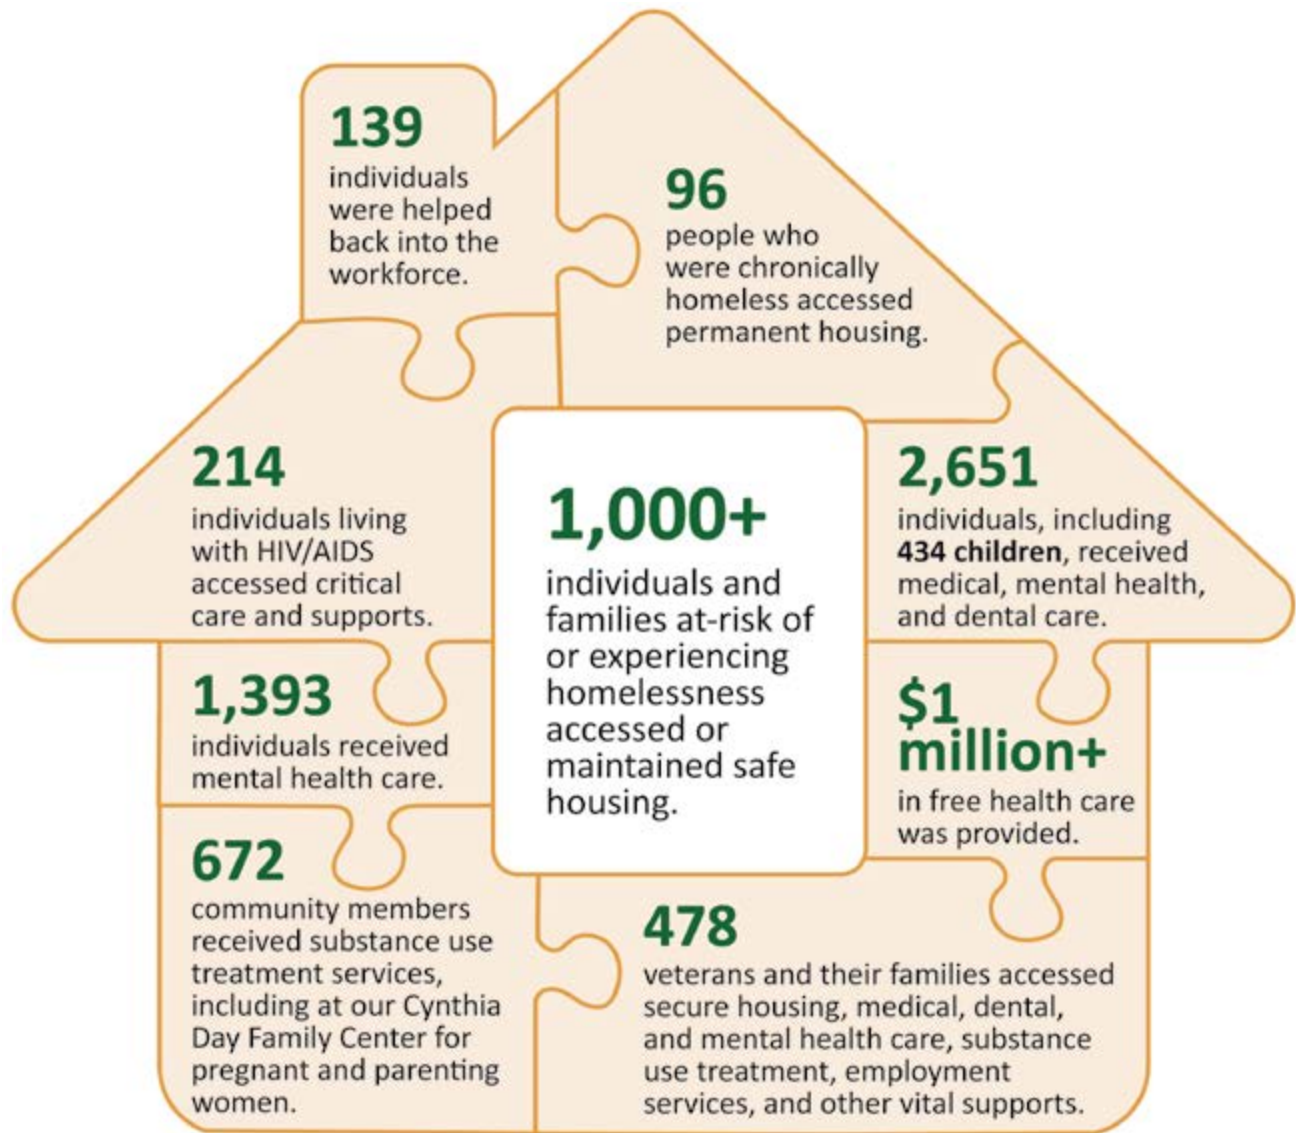 139
individuals
were helped
back into the
workforce.
96
people who
were chronically
homeless accessed
permanent housing.
214
individuals living
with HIV/AIDS
accessed critical
care and supports.
1,000+
individuals and
families at-risk of
or experiencing
homelessness
accessed or
maintained safe
housing.
2,651
individuals, including
434 children, received
medical, mental health,
and dental care.
1,393
individuals received
mental health care.
$1
million+
in free health care
was provided.
672
community members
received substance use
treatment services,
including at our Cynthia
Day Family Center for
pregnant and parenting
women.
478
veterans and their families accessed
secure housing, medical, dental,
and mental health care, substance
use treatment, employment
services, and other vital supports.